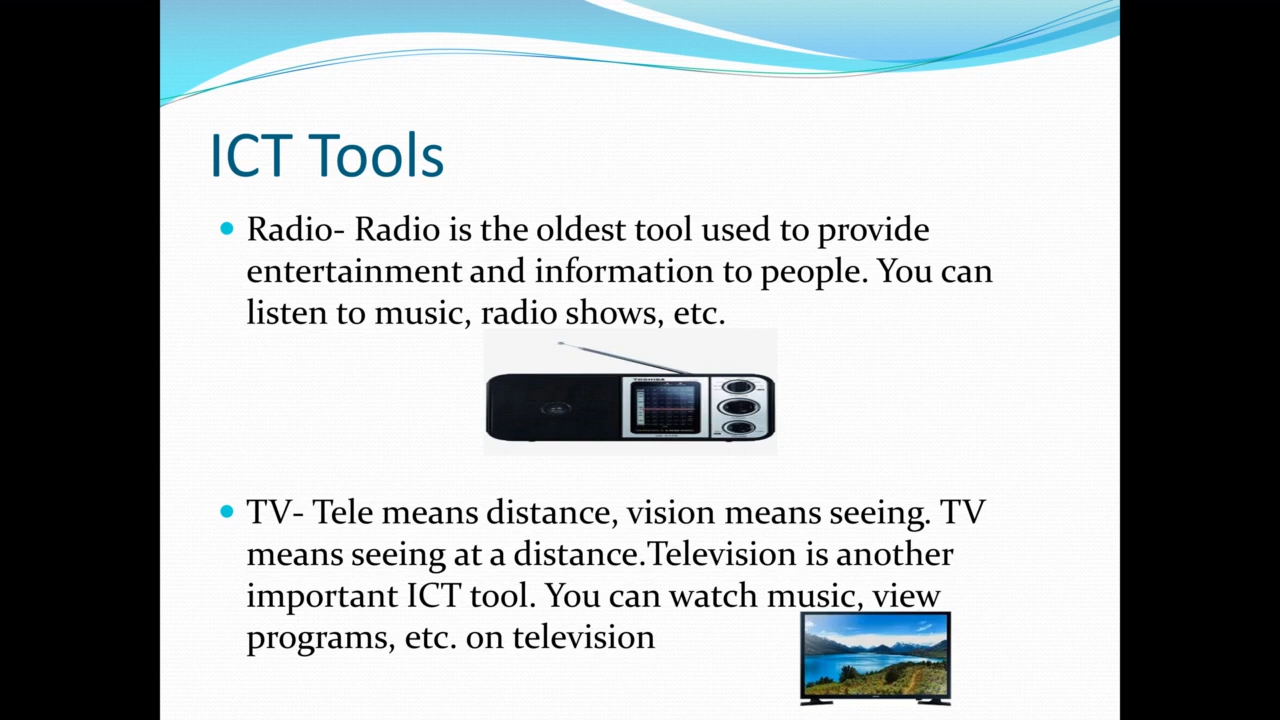 ICT Tools
Radio- Radio is the oldest tool used to provide
entertainment and information to people. You can
listen to music, radio shows, etc.
TOSHIBA
TV- Tele means distance, vision means seeing. TV
means seeing at a distance.Television is another
important ICT tool. You can watch music, view
programs, etc. on television